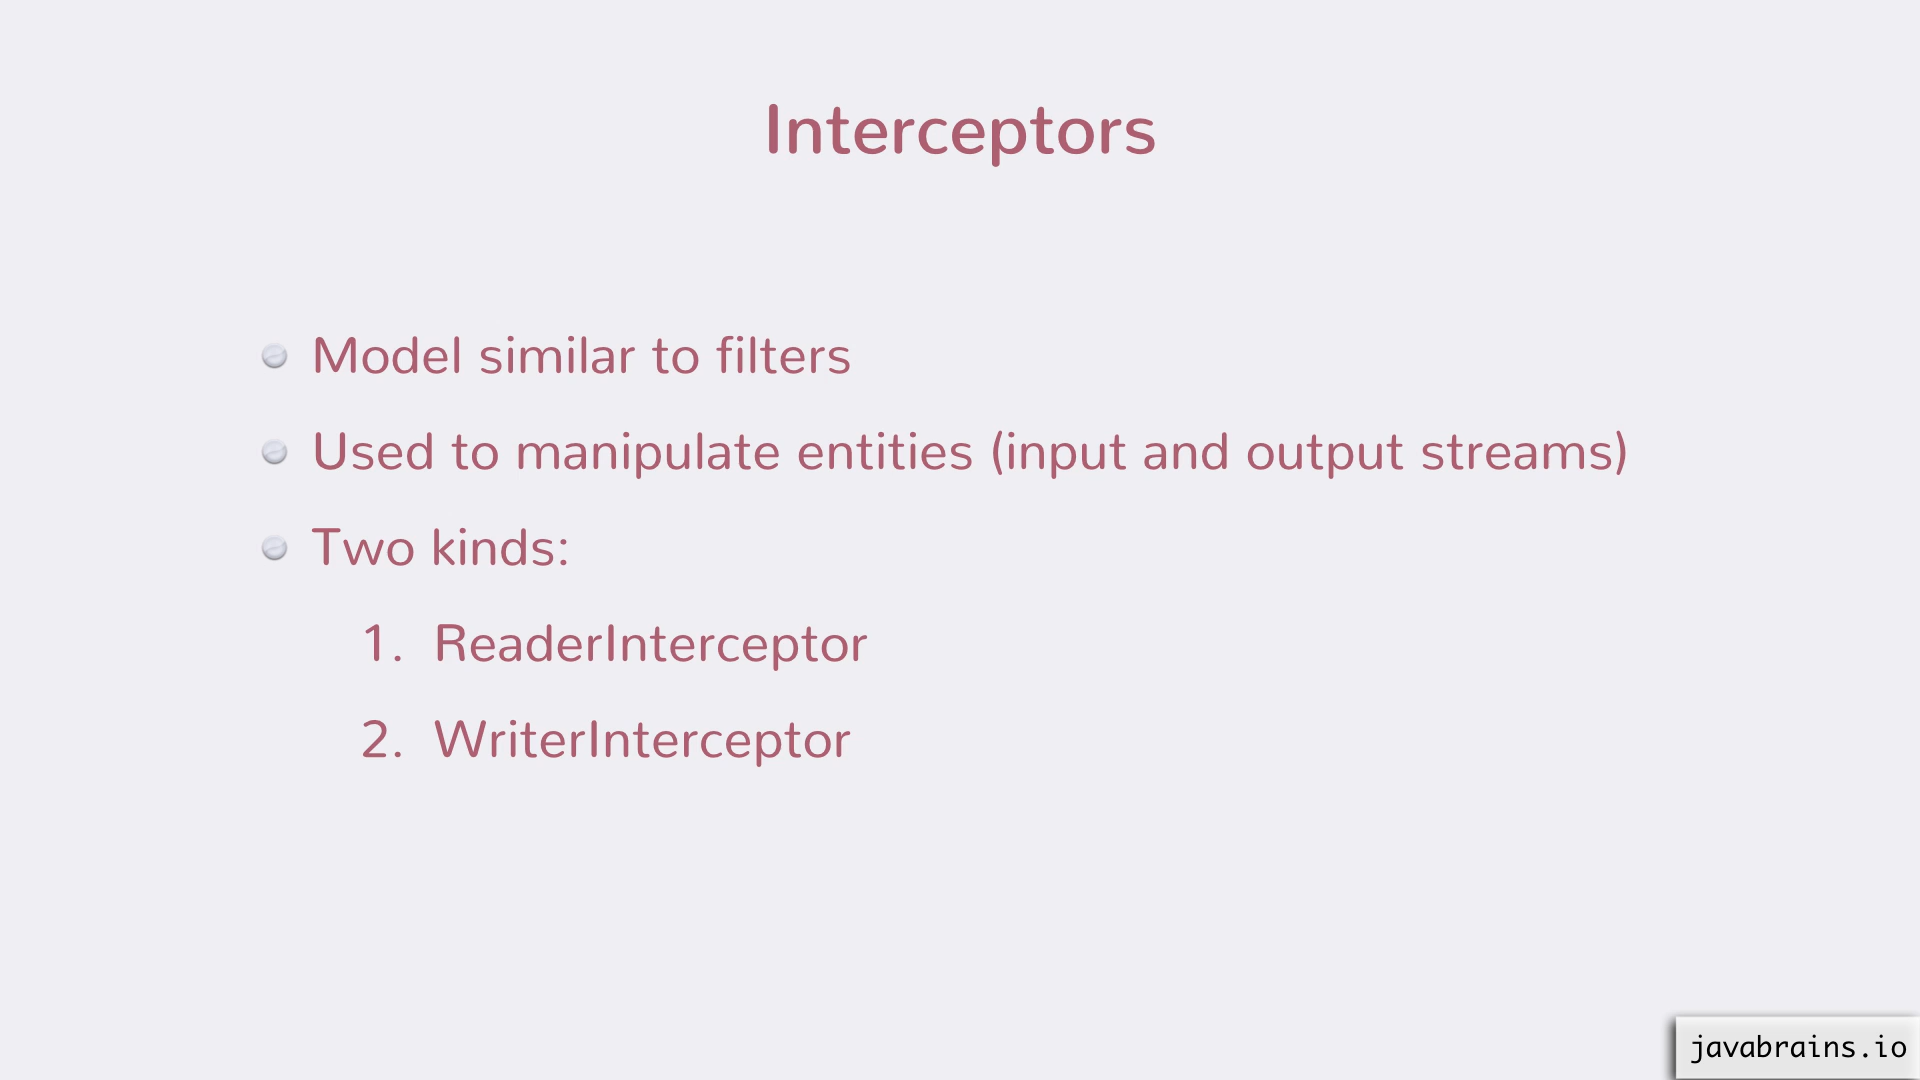 Interceptors
Model similar to filters
Used to manipulate entities (input and output streams)
Two kinds:
1. ReaderInterceptor
2. WriterInterceptor
javabrains.io